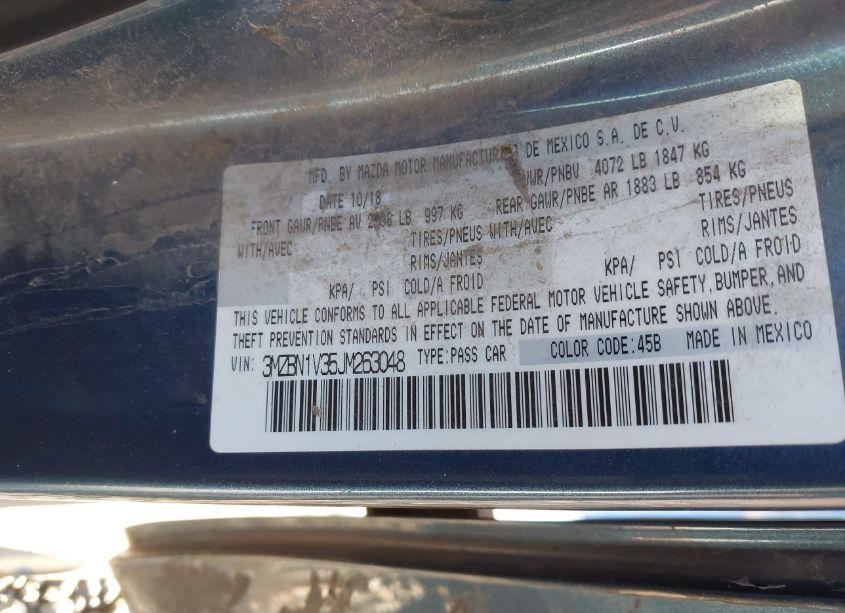 MFD. BY MAZDA MOTOR MANUFACTURING DE MEXICO S.A. DE C.V.
DATE 10/18 GVWR/PNBV 4072 LB 1847 KG
FRONT GAWR/PNBE AV LB 997 KG REAR GAWR/PNBE AR 1883 LB 854 KG
WITH/AVEC TIRES/PNEUS WITH/AVEC TIRES/PNEUS
RIMS/JANTES RIMS/JANTES
KPA/ PSI COLD/A FROID KPA/ PSI COLD/A FROID
THIS VEHICLE CONFORMS TO ALL APPLICABLE FEDERAL MOTOR VEHICLE SAFETY, BUMPER, AND
THEFT PREVENTION STANDARDS IN EFFECT ON THE DATE OF MANUFACTURE SHOWN ABOVE.
VIN: 3MZBN1V35JM263048 TYPE:PASS CAR COLOR CODE:45B MADE IN MEXICO